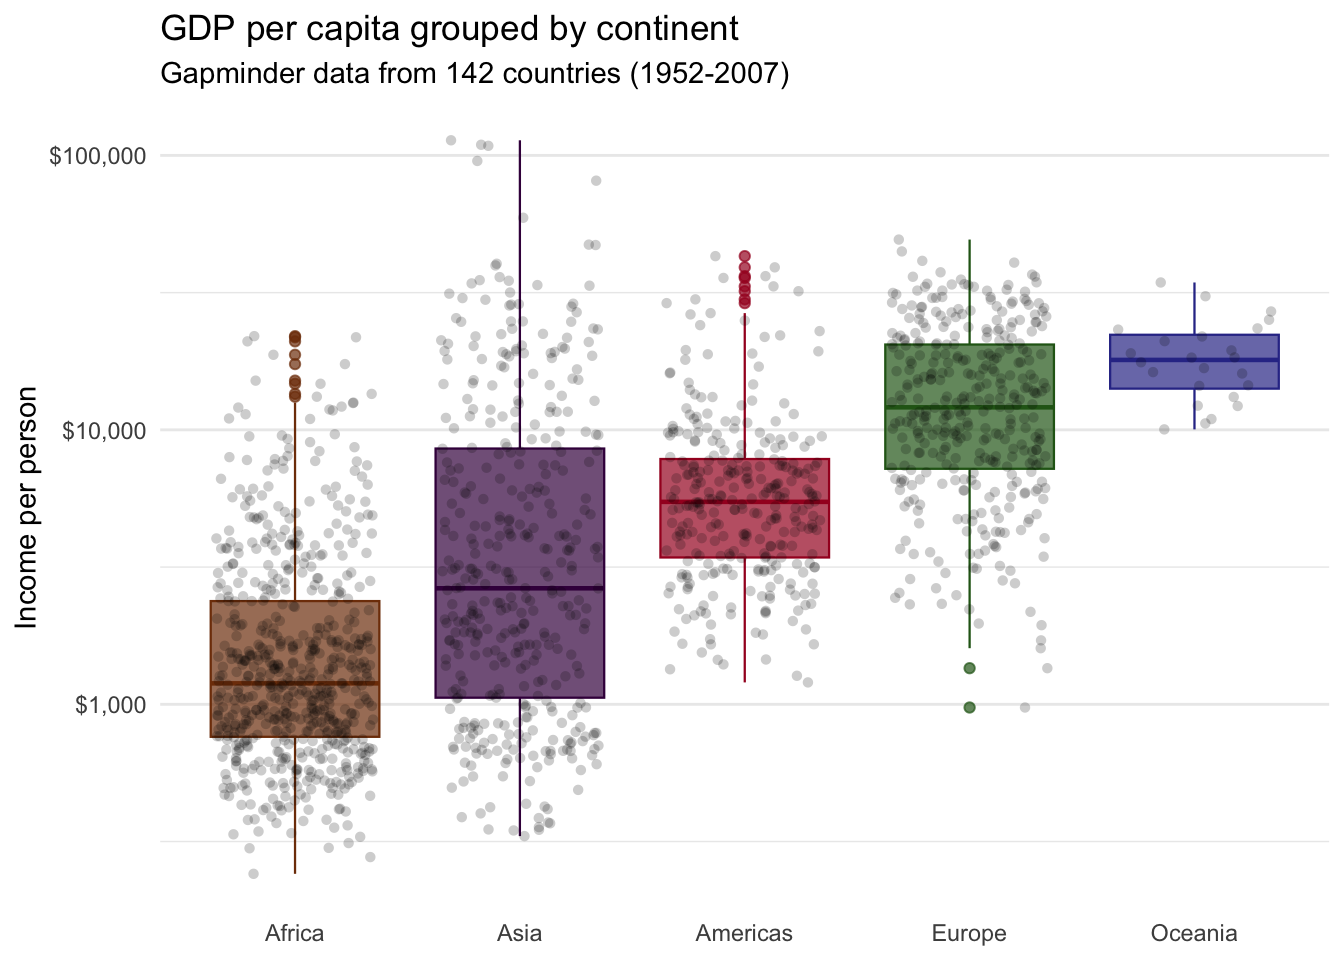 GDP per capita grouped by continent
Gapminder data from 142 countries (1952-2007)
Income per person
$100,000
$10,000
$1,000
Africa
Asia
Americas
Europe
Oceania